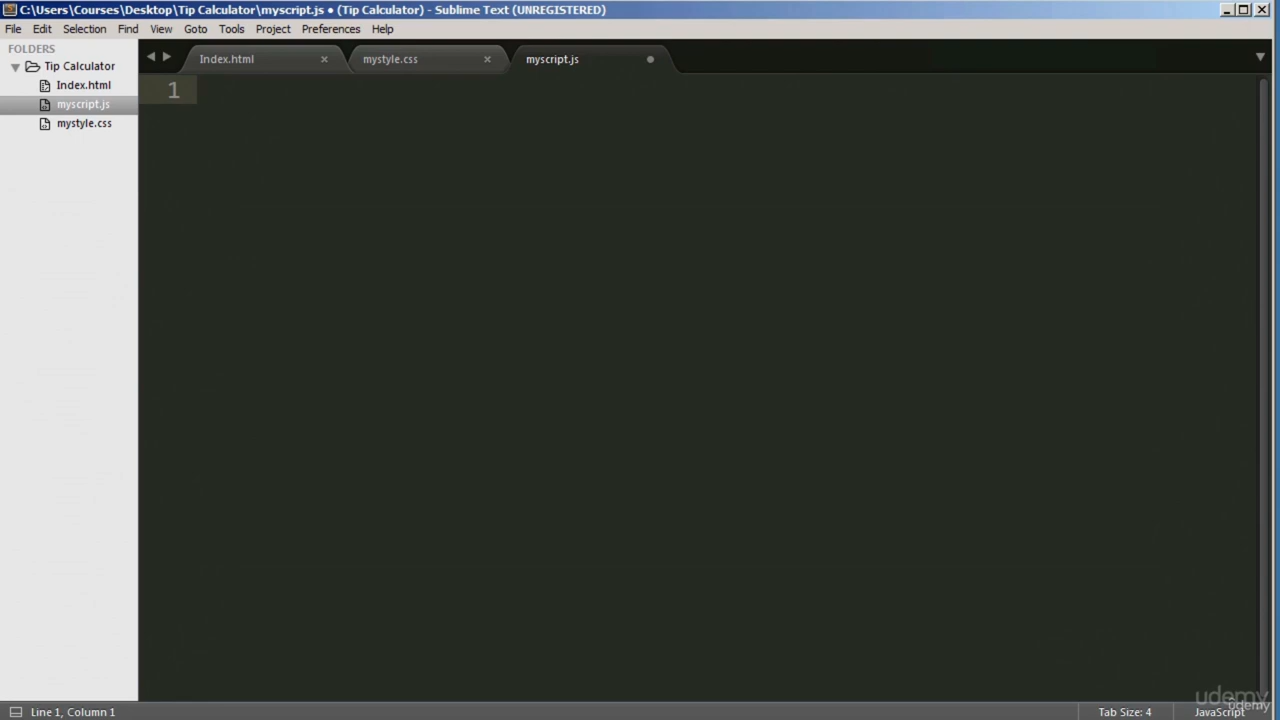 C:\Users\Courses\Desktop\Tip Calculator\myscript.js • (Tip Calculator) - Sublime Text (UNREGISTERED)
File Edit Selection Find View Goto Tools Project Preferences Help
FOLDERS
Tip Calculator
Index.html
myscript.js
mystyle.css
Index.html mystyle.css myscript.js
1
Line 1, Column 1
Tab Size: 4 JavaScript
udemy
udemy